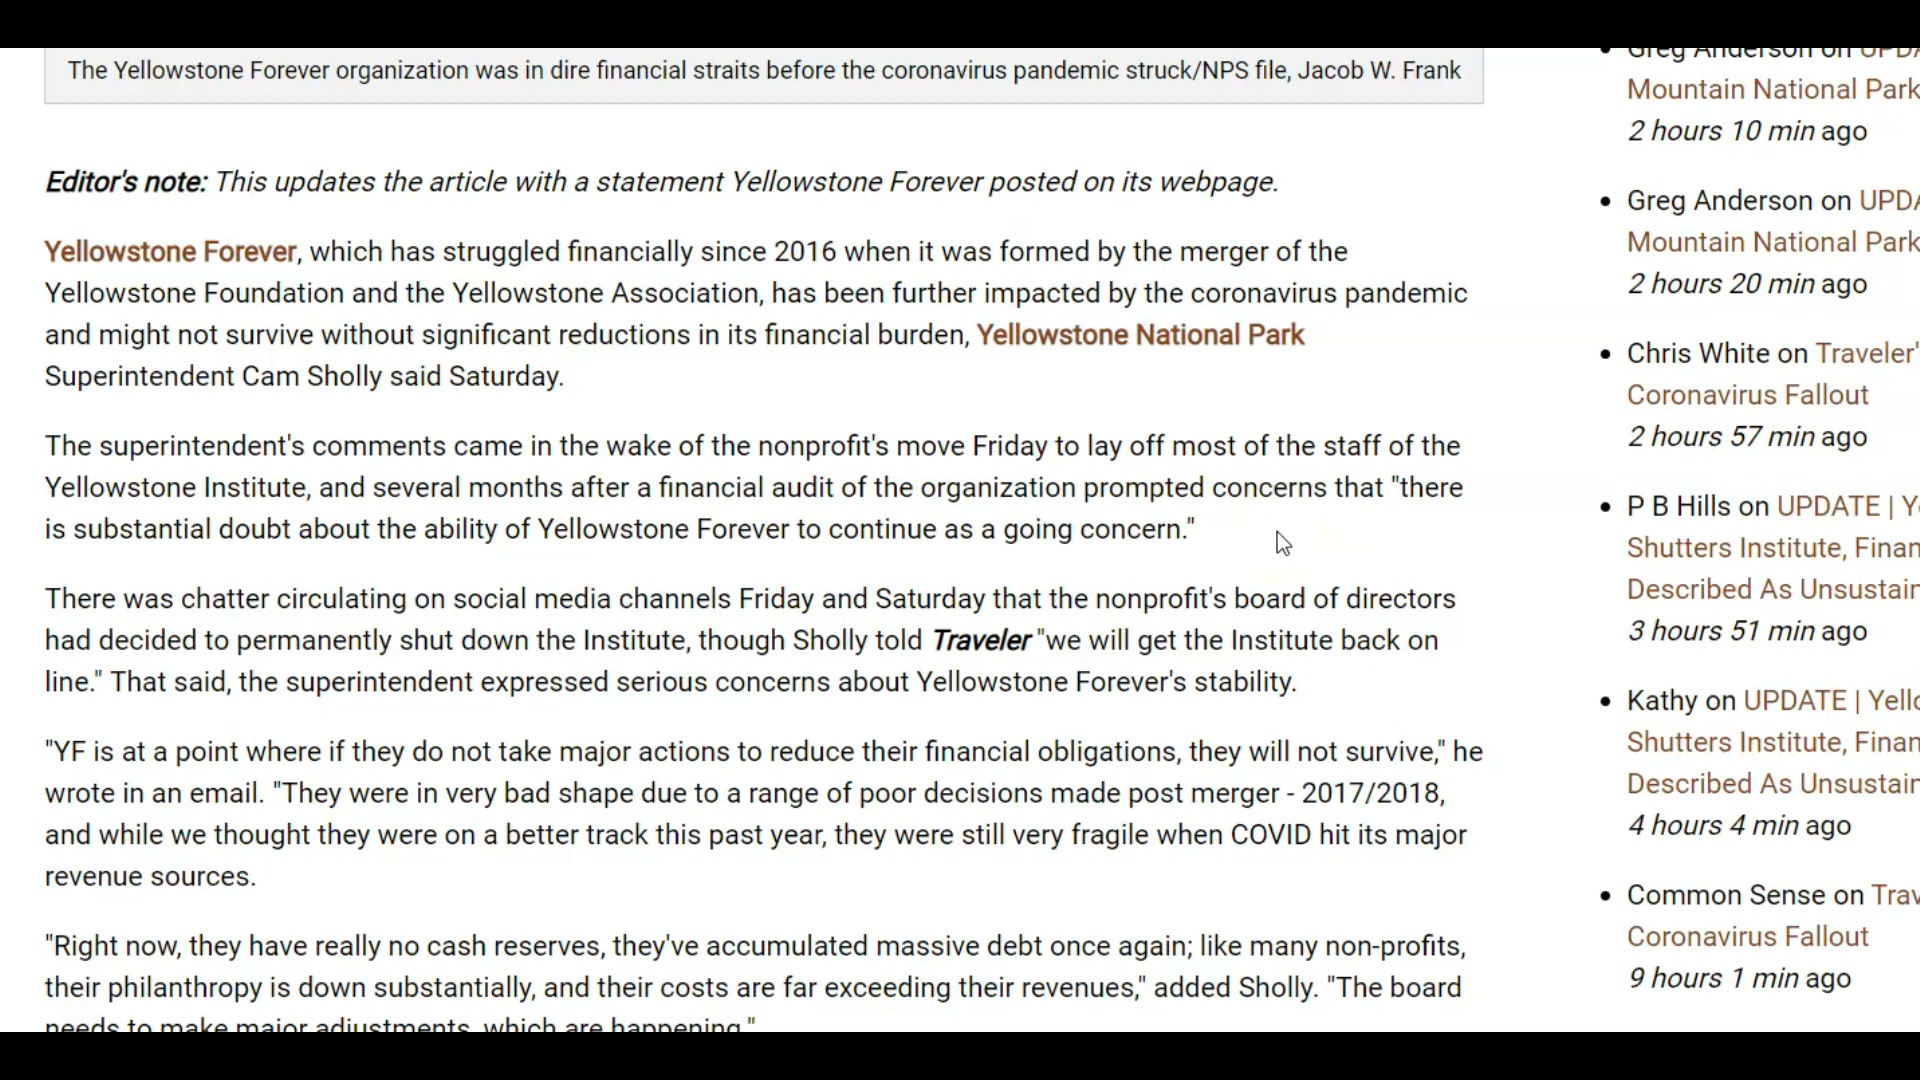 The Yellowstone Forever organization was in dire financial straits before the coronavirus pandemic struck/NPS file, Jacob W. Frank
Editor's note: This updates the article with a statement Yellowstone Forever posted on its webpage.
Yellowstone Forever, which has struggled financially since 2016 when it was formed by the merger of the
Yellowstone Foundation and the Yellowstone Association, has been further impacted by the coronavirus pandemic
and might not survive without significant reductions in its financial burden, Yellowstone National Park
Superintendent Cam Sholly said Saturday.
The superintendent's comments came in the wake of the nonprofit's move Friday to lay off most of the staff of the
Yellowstone Institute, and several months after a financial audit of the organization prompted concerns that "there
is substantial doubt about the ability of Yellowstone Forever to continue as a going concern."
There was chatter circulating on social media channels Friday and Saturday that the nonprofit's board of directors
had decided to permanently shut down the Institute, though Sholly told Traveler "we will get the Institute back on
line." That said, the superintendent expressed serious concerns about Yellowstone Forever's stability.
"YF is at a point where if they do not take major actions to reduce their financial obligations, they will not survive," he
wrote in an email. "They were in very bad shape due to a range of poor decisions made post merger - 2017/2018,
and while we thought they were on a better track this past year, they were still very fragile when COVID hit its major
revenue sources.
"Right now, they have really no cash reserves, they've accumulated massive debt once again; like many non-profits,
their philanthropy is down substantially, and their costs are far exceeding their revenues," added Sholly. "The board
needs to make major adjustments, which are happening."
Greg Anderson on UPDA
Mountain National Park
2 hours 10 min ago
Greg Anderson on UPDA
Mountain National Park
2 hours 20 min ago
Chris White on Traveler'
Coronavirus Fallout
2 hours 57 min ago
P B Hills on UPDATE | Y
Shutters Institute, Finan
Described As Unsustain
3 hours 51 min ago
Kathy on UPDATE | Yello
Shutters Institute, Finan
Described As Unsustain
4 hours 4 min ago
Common Sense on Trav
Coronavirus Fallout
9 hours 1 min ago